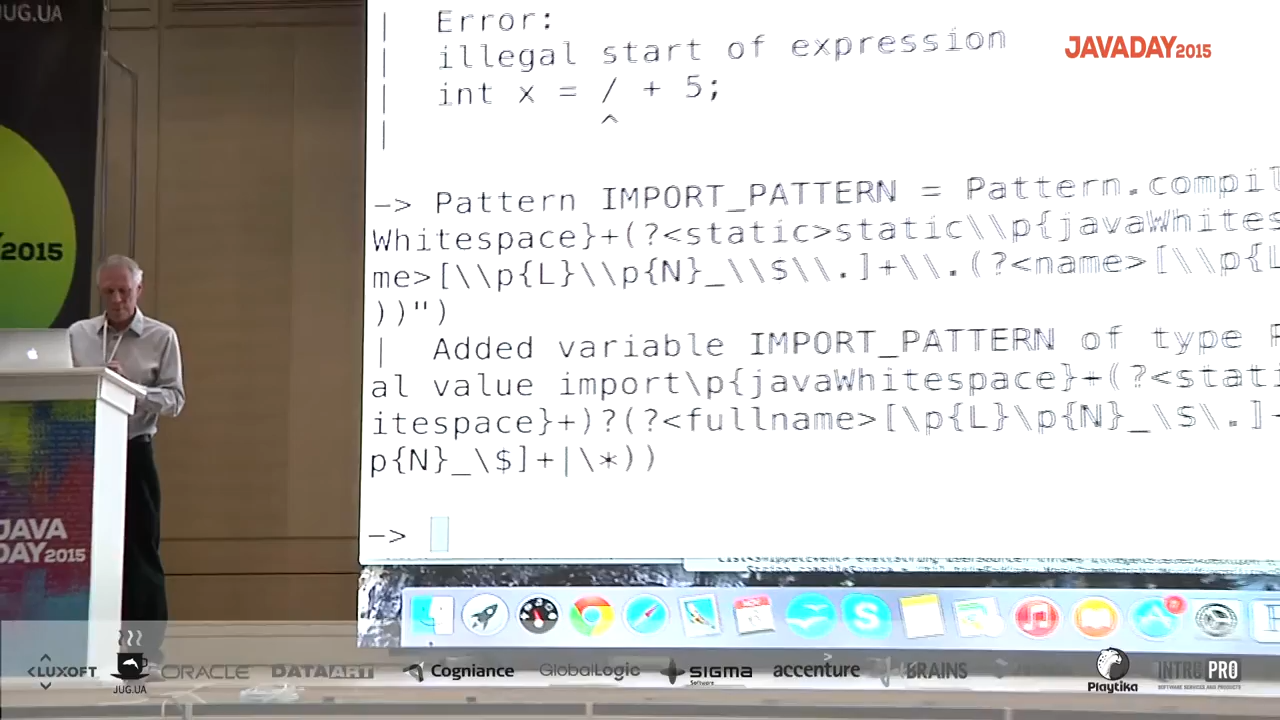 JUG.UA
JAVADAY2015
| Error:
| illegal start of expression
| int x = / + 5;
| ^
|
-> Pattern IMPORT_PATTERN = Pattern.compil
Whitespace}+(?<static>static\\p{javaWhites
me>[\\p{L}\\p{N}_\\$\\.]+\\.(?<name>[\\p{L
))")
| Added variable IMPORT_PATTERN of type
al value import\p{javaWhitespace}+(?<stati
itespace}+)?(?<fullname>[\p{L}\p{N}_\$\.]+
p{N}_\$]+|\*))
->
2015
JAVA
DAY2015
LUXOFT
JUG.UA
ORACLE
DATAART
Cogniance
GlobalLogic
SIGMA
Software
accenture
BRAINS
Playtika
INTRO PRO